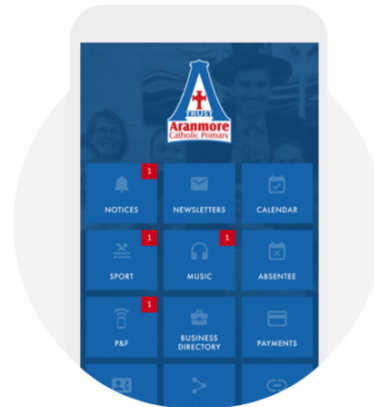 TRUST
Aranmore
Catholic Primary
1
NOTICES
NEWSLETTERS
CALENDAR
1
SPORT
1
MUSIC
ABSENTEE
1
P&F
BUSINESS
DIRECTORY
PAYMENTS